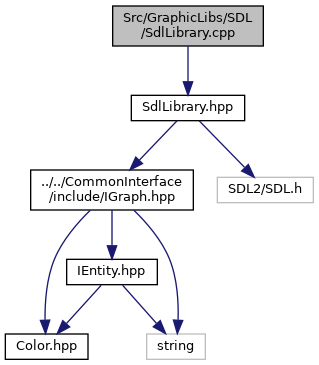 Src/GraphicLibs/SDL
/SdlLibrary.cpp
SdlLibrary.hpp
../../CommonInterface
/include/IGraph.hpp
SDL2/SDL.h
IEntity.hpp
Color.hpp
string